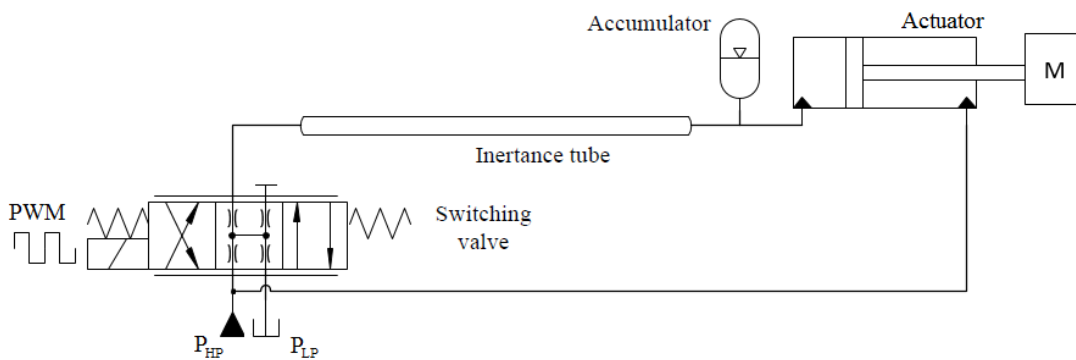 Accumulator
Actuator
M
Inertance tube
PWM
Switching
valve
P_HP
P_LP